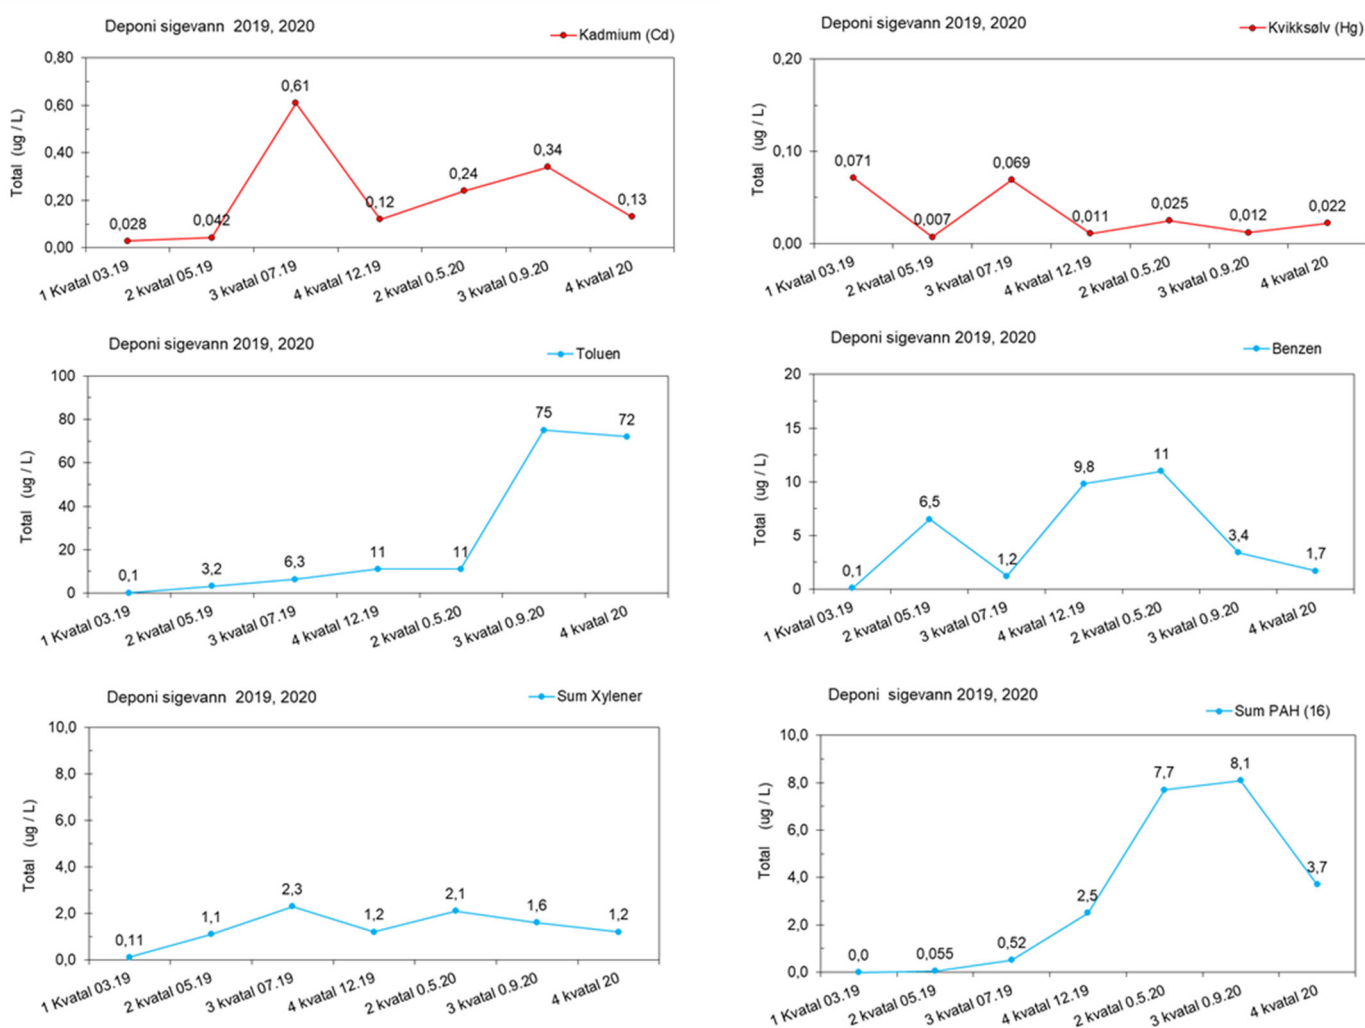 Deponi sigevann 2019, 2020
Kadmium (Cd)
Total (ug / L)
0,80
0,60
0,40
0,20
0,00
0,028
0,042
0,61
0,12
0,24
0,34
0,13
1 Kvatal 03.19
2 kvatal 05.19
3 kvatal 07.19
4 kvatal 12.19
2 kvatal 0.5.20
3 kvatal 0.9.20
4 kvatal 20
Deponi sigevann 2019, 2020
Kvikksølv (Hg)
Total (ug / L)
0,20
0,10
0,00
0,071
0,007
0,069
0,011
0,025
0,012
0,022
1 Kvatal 03.19
2 kvatal 05.19
3 kvatal 07.19
4 kvatal 12.19
2 kvatal 0.5.20
3 kvatal 0.9.20
4 kvatal 20
Deponi sigevann 2019, 2020
Toluen
Total (ug / L)
100
80
60
40
20
0
0,1
3,2
6,3
11
11
75
72
1 Kvatal 03.19
2 kvatal 05.19
3 kvatal 07.19
4 kvatal 12.19
2 kvatal 0.5.20
3 kvatal 0.9.20
4 kvatal 20
Deponi sigevann 2019, 2020
Benzen
Total (ug / L)
20
15
10
5
0
0,1
6,5
1,2
9,8
11
3,4
1,7
1 Kvatal 03.19
2 kvatal 05.19
3 kvatal 07.19
4 kvatal 12.19
2 kvatal 0.5.20
3 kvatal 0.9.20
4 kvatal 20
Deponi sigevann 2019, 2020
Sum Xylener
Total (ug / L)
10,0
8,0
6,0
4,0
2,0
0,0
0,11
1,1
2,3
1,2
2,1
1,6
1,2
1 Kvatal 03.19
2 kvatal 05.19
3 kvatal 07.19
4 kvatal 12.19
2 kvatal 0.5.20
3 kvatal 0.9.20
4 kvatal 20
Deponi sigevann 2019, 2020
Sum PAH (16)
Total (ug / L)
10,0
8,0
6,0
4,0
2,0
0,0
0,0
0,055
0,52
2,5
7,7
8,1
3,7
1 Kvatal 03.19
2 kvatal 05.19
3 kvatal 07.19
4 kvatal 12.19
2 kvatal 0.5.20
3 kvatal 0.9.20
4 kvatal 20